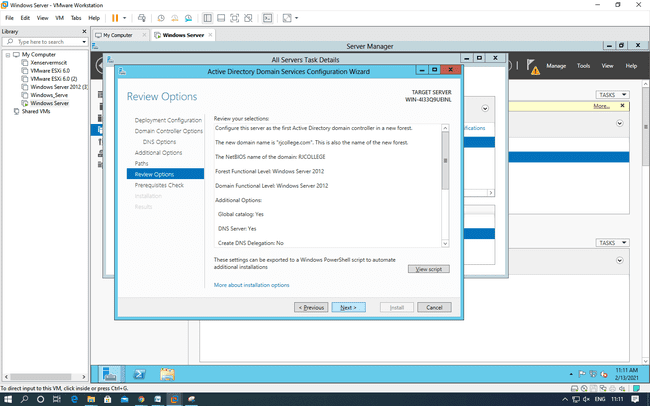 Windows Server - VMware Workstation
File Edit View VM Tabs Help
Library
Type here to search
My Computer
Xenservermscit
VMware ESXi 6.0
VMware ESXi 6.0 (2)
Windows Server 2012 (3)
Windows_Serve
Windows Server
Shared VMs
My Computer
Windows Server
Server Manager
Manage Tools View Help
All Servers Task Details
Active Directory Domain Services Configuration Wizard
Review Options
TARGET SERVER
WIN-4I33Q9UEINL
Deployment Configuration
Domain Controller Options
DNS Options
Additional Options
Paths
Review Options
Prerequisites Check
Installation
Results
Review your selections:
Configure this server as the first Active Directory domain controller in a new forest.
The new domain name is "rjcollege.com". This is also the name of the new forest.
The NetBIOS name of the domain: RJCOLLEGE
Forest Functional Level: Windows Server 2012
Domain Functional Level: Windows Server 2012
Additional Options:
Global catalog: Yes
DNS Server: Yes
Create DNS Delegation: No
These settings can be exported to a Windows PowerShell script to automate
additional installations
View script
More about installation options
< Previous
Next >
Install
Cancel
TASKS
More...
TASKS
11:11 AM
2/13/2021
To direct input to this VM, click inside or press Ctrl+G.
ENG
11:11